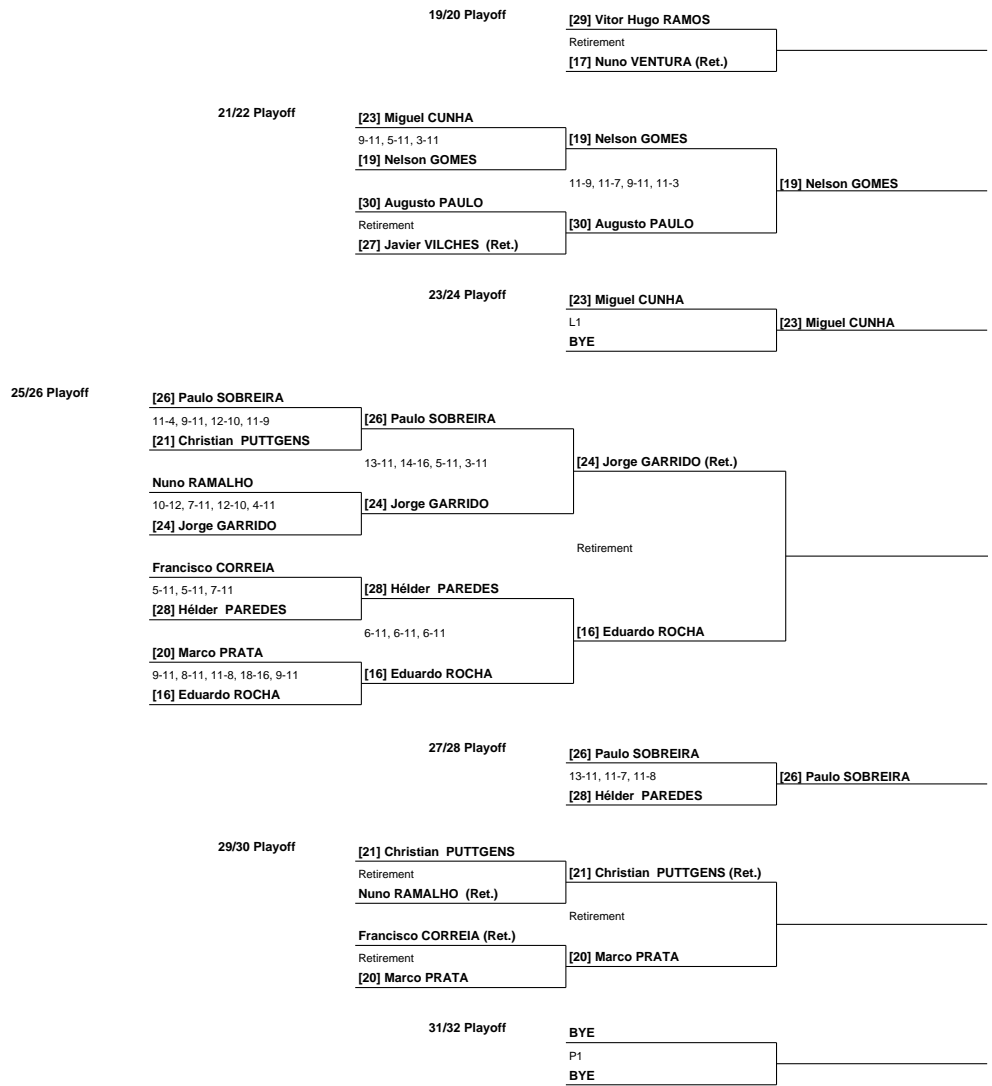 19/20 Playoff
[29] Vitor Hugo RAMOS
Retirement
[17] Nuno VENTURA (Ret.)
21/22 Playoff
[23] Miguel CUNHA
9-11, 5-11, 3-11
[19] Nelson GOMES
[19] Nelson GOMES
11-9, 11-7, 9-11, 11-3
[19] Nelson GOMES
[30] Augusto PAULO
Retirement
[30] Augusto PAULO
[27] Javier VILCHES (Ret.)
23/24 Playoff
[23] Miguel CUNHA
L1
[23] Miguel CUNHA
BYE
25/26 Playoff
[26] Paulo SOBREIRA
11-4, 9-11, 12-10, 11-9
[26] Paulo SOBREIRA
[21] Christian PUTTGENS
13-11, 14-16, 5-11, 3-11
[24] Jorge GARRIDO (Ret.)
Nuno RAMALHO
10-12, 7-11, 12-10, 4-11
[24] Jorge GARRIDO
[24] Jorge GARRIDO
Retirement
Francisco CORREIA
5-11, 5-11, 7-11
[28] Hélder PAREDES
[28] Hélder PAREDES
6-11, 6-11, 6-11
[16] Eduardo ROCHA
[20] Marco PRATA
9-11, 8-11, 11-8, 18-16, 9-11
[16] Eduardo ROCHA
[16] Eduardo ROCHA
27/28 Playoff
[26] Paulo SOBREIRA
13-11, 11-7, 11-8
[26] Paulo SOBREIRA
[28] Hélder PAREDES
29/30 Playoff
[21] Christian PUTTGENS
Retirement
[21] Christian PUTTGENS (Ret.)
Nuno RAMALHO (Ret.)
Retirement
Francisco CORREIA (Ret.)
Retirement
[20] Marco PRATA
[20] Marco PRATA
31/32 Playoff
BYE
P1
BYE